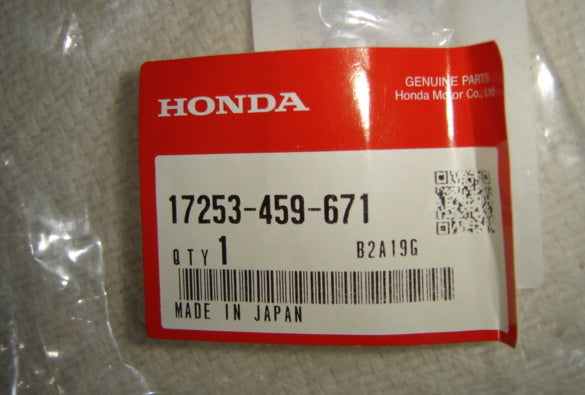 GENUINE PARTS
HONDA
Honda Motor Co., Ltd.
17253-459-671
QTY 1
B2A19G
MADE IN JAPAN